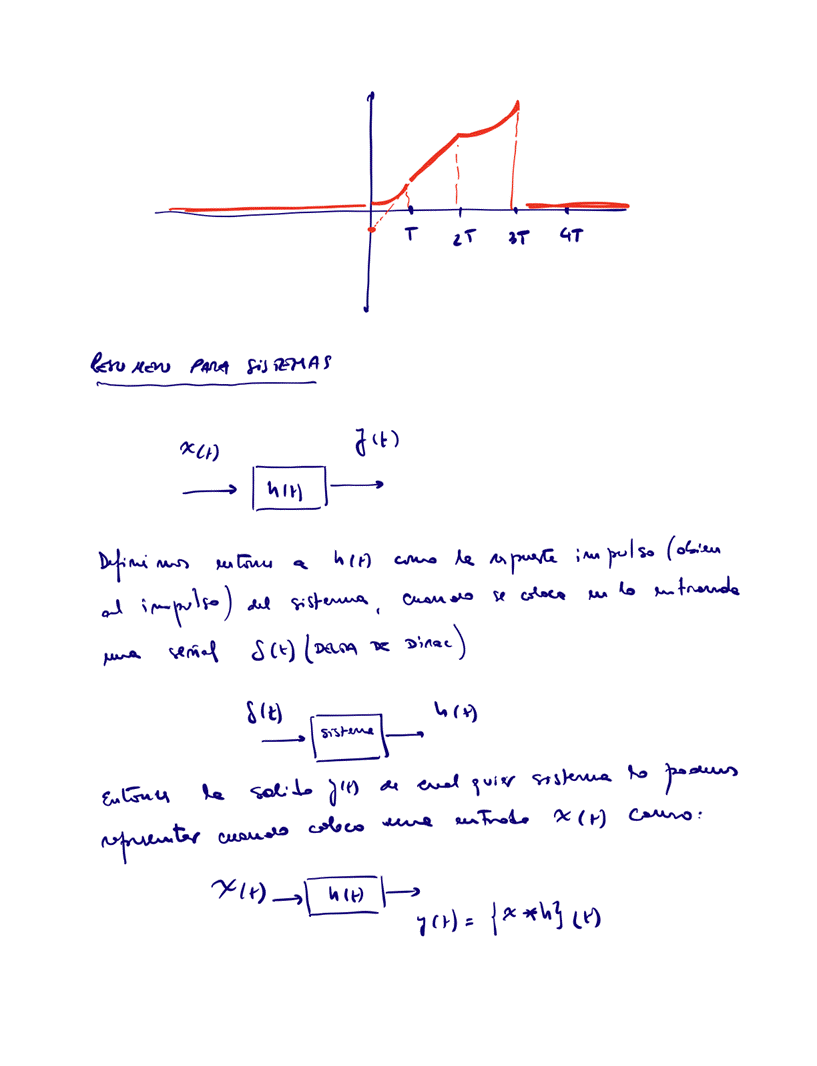 T 2T 3T 4T
RESUMEN PARA SISTEMAS
x(t) y(t)
h(t)
Definimos entonces a h(t) como la respuesta impulso (o bien
al impulso) del sistema, cuando se coloca en la entrada
una señal δ(t) (DELTA DE DIRAC)
δ(t) h(t)
sistema
Entonces la salida y(t) de cualquier sistema lo podemos
representar cuando coloco una entrada x(t) como:
x(t) h(t)
y(t) = {x * h} (t)